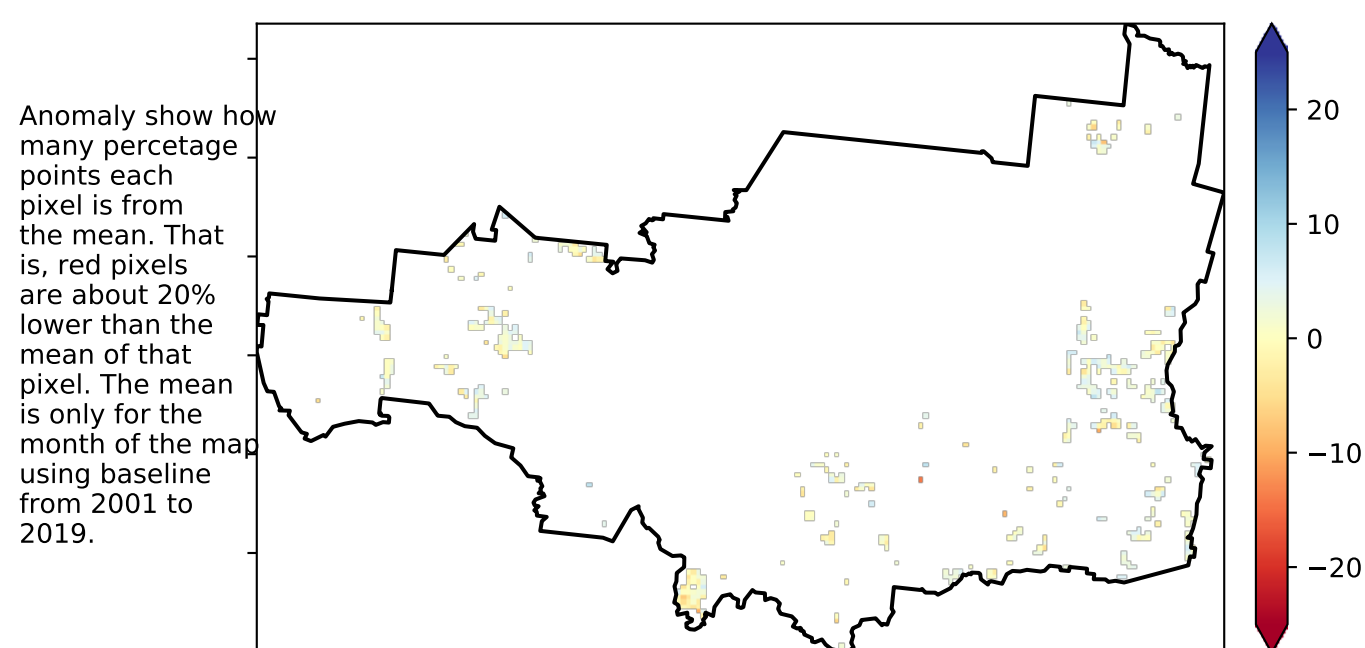 Anomaly show how
many percetage
points each
pixel is from
the mean. That
is, red pixels
are about 20%
lower than the
mean of that
pixel. The mean
is only for the
month of the map
using baseline
from 2001 to
2019.
20
10
0
−10
−20